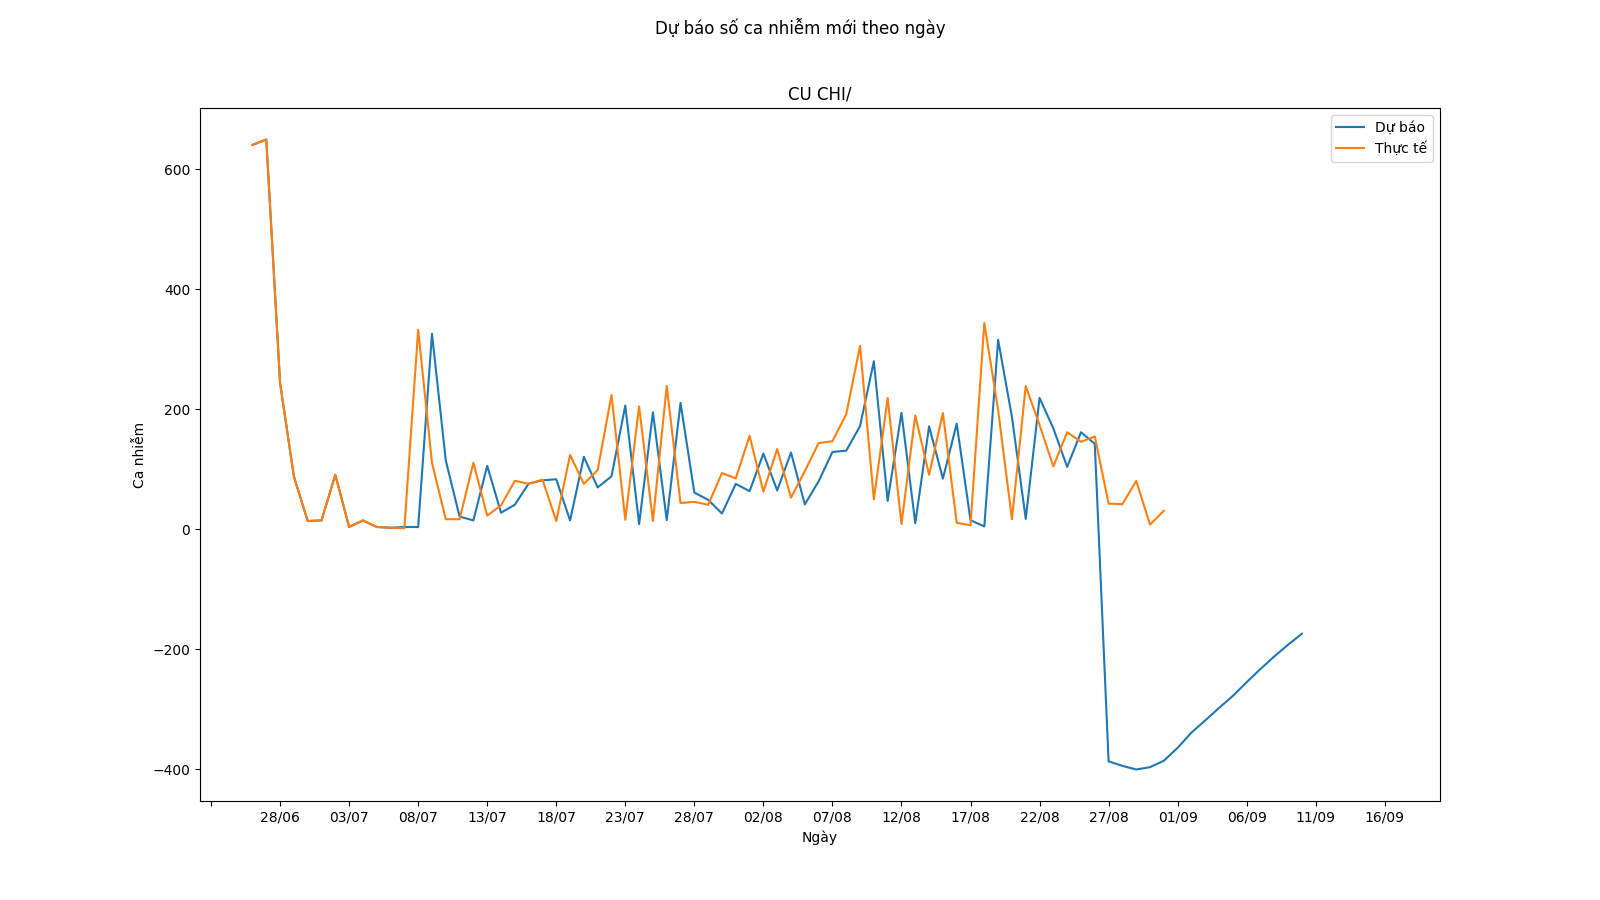 Dự báo số ca nhiễm mới theo ngày
CU CHI/
Dự báo
Thực tế
600
400
200
0
−200
−400
Ca nhiễm
28/06 03/07 08/07 13/07 18/07 23/07 28/07 02/08 07/08 12/08 17/08 22/08 27/08 01/09 06/09 11/09 16/09
Ngày